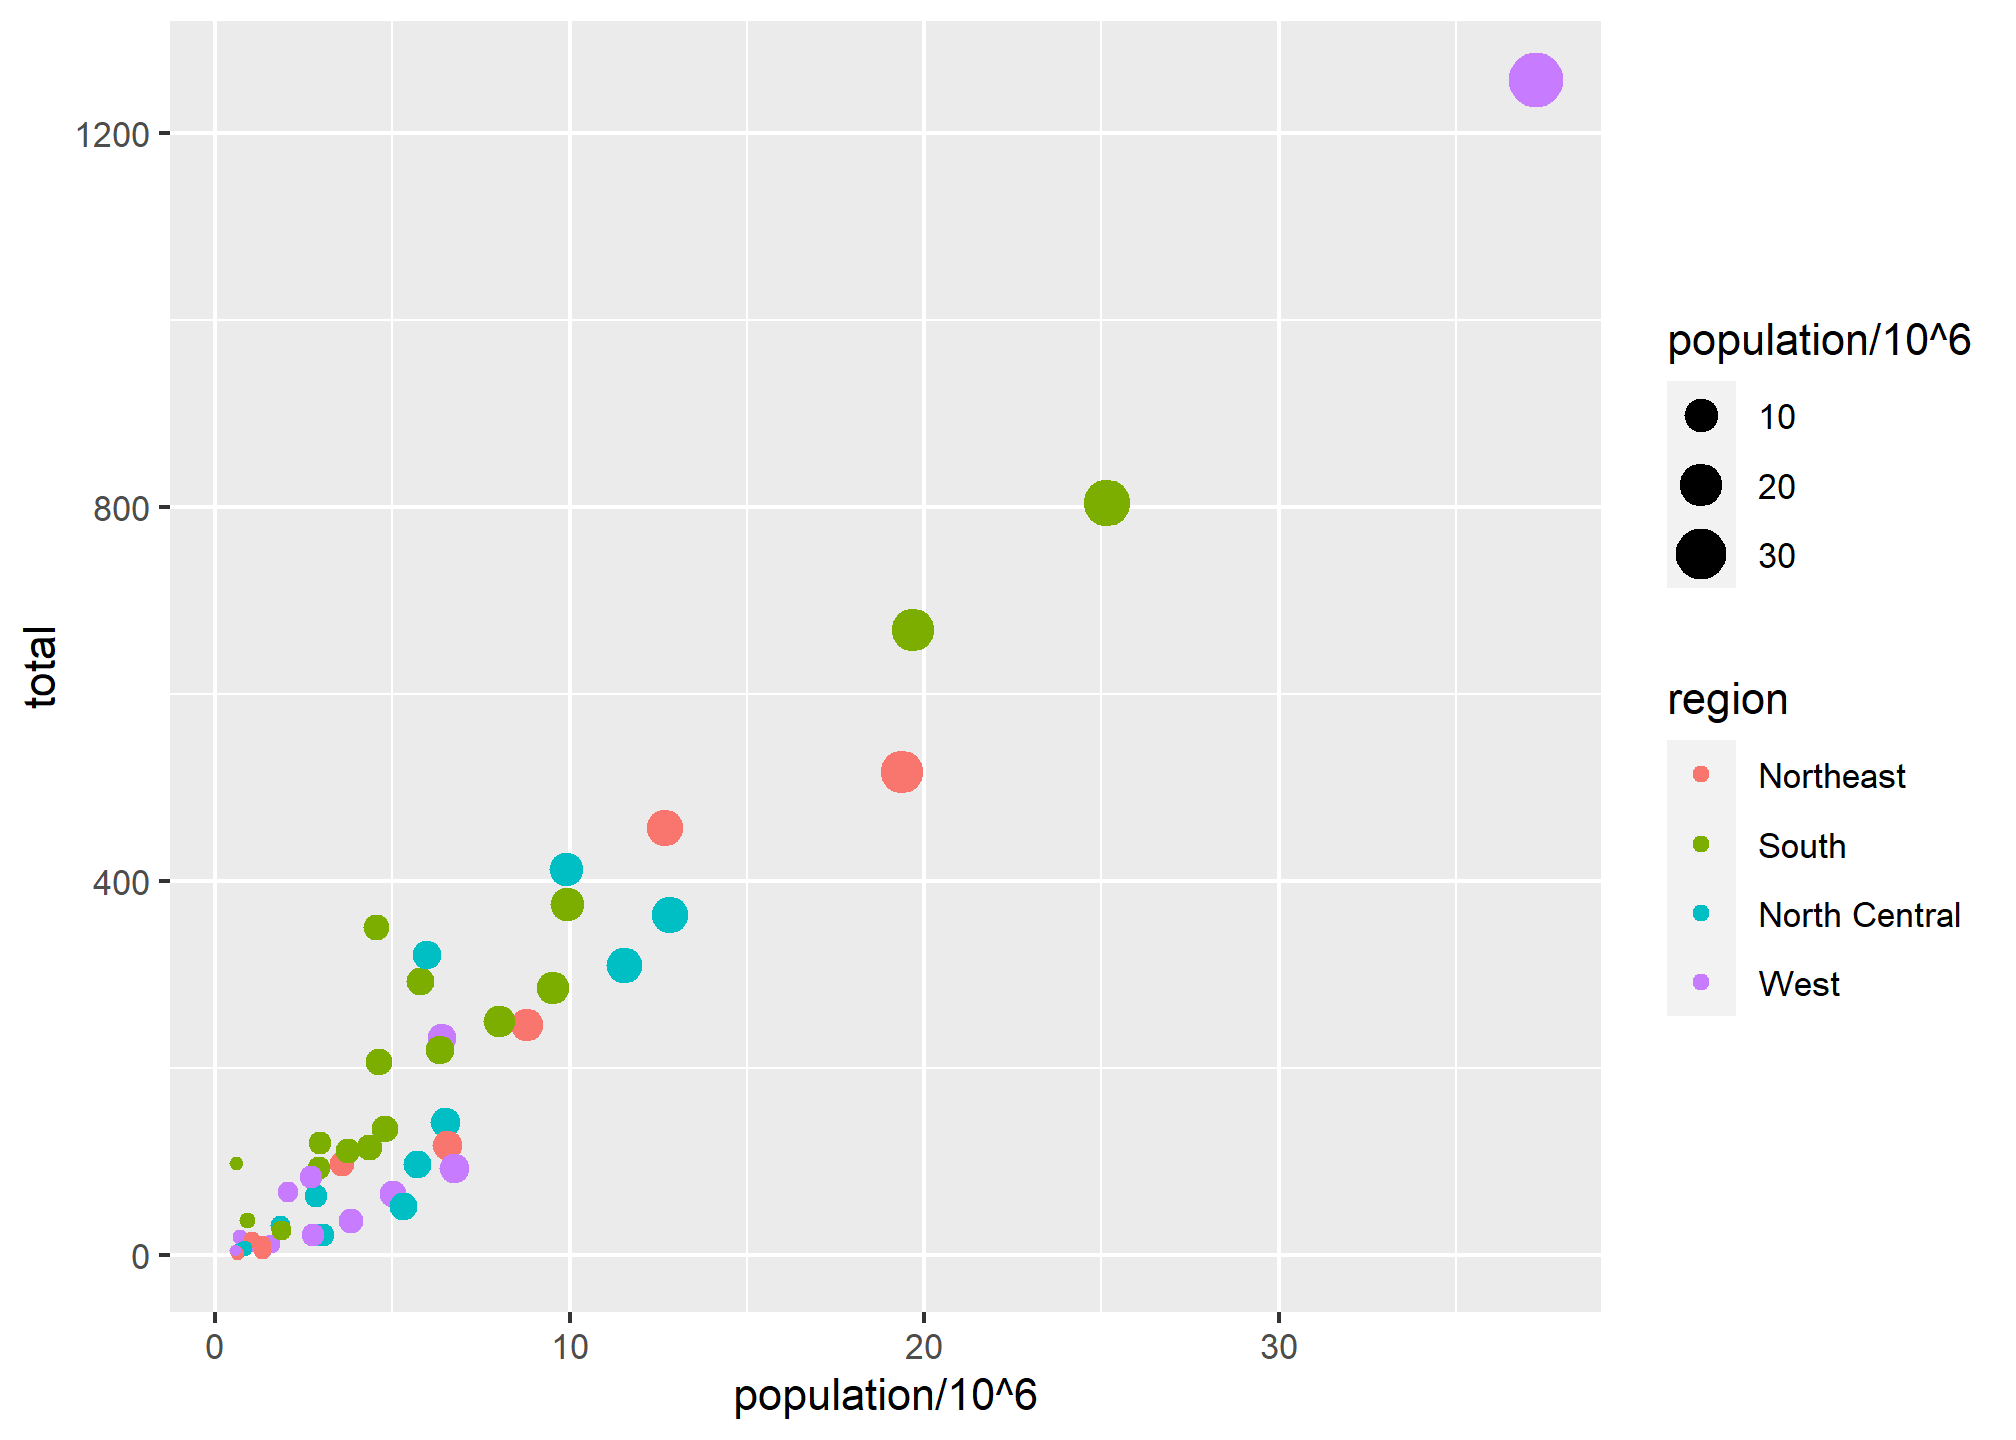 1200
800
400
0
total
0 10 20 30
population/10^6
population/10^6
10
20
30
region
Northeast
South
North Central
West